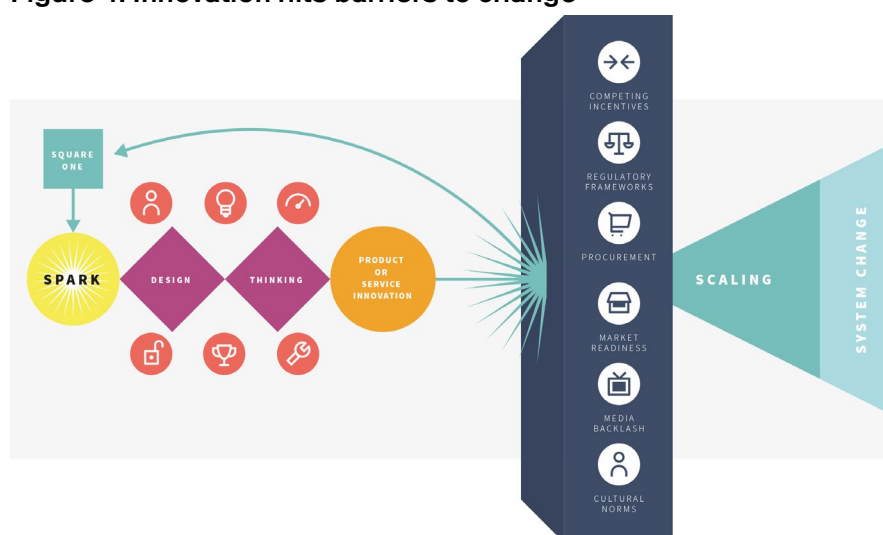 COMPETING
INCENTIVES
SQUARE
ONE
REGULATORY
FRAMEWORKS
SPARK
DESIGN
THINKING
PRODUCT
OR
SERVICE
INNOVATION
PROCUREMENT
SCALING
SYSTEM CHANGE
MARKET
READINESS
MEDIA
BACKLASH
CULTURAL
NORMS